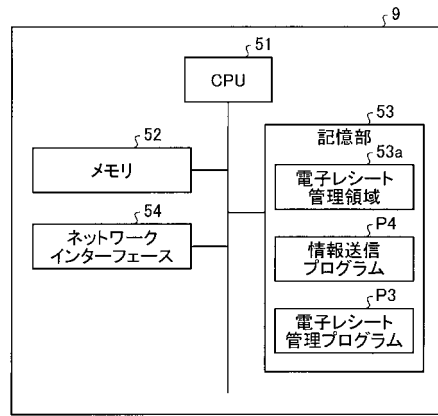 9
51
CPU
52
メモリ
53
記憶部
53a
電子レシート
管理領域
54
ネットワーク
インターフェース
P4
情報送信
プログラム
P3
電子レシート
管理プログラム